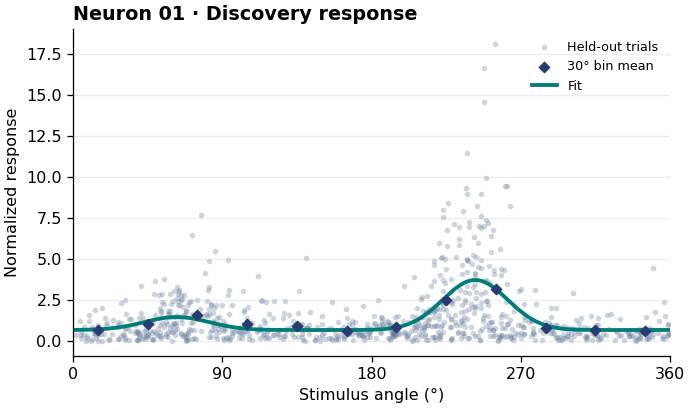 Neuron 01 · Discovery response
Held-out trials
30° bin mean
Fit
Normalized response
17.5
15.0
12.5
10.0
7.5
5.0
2.5
0.0
0
90
180
270
360
Stimulus angle (°)